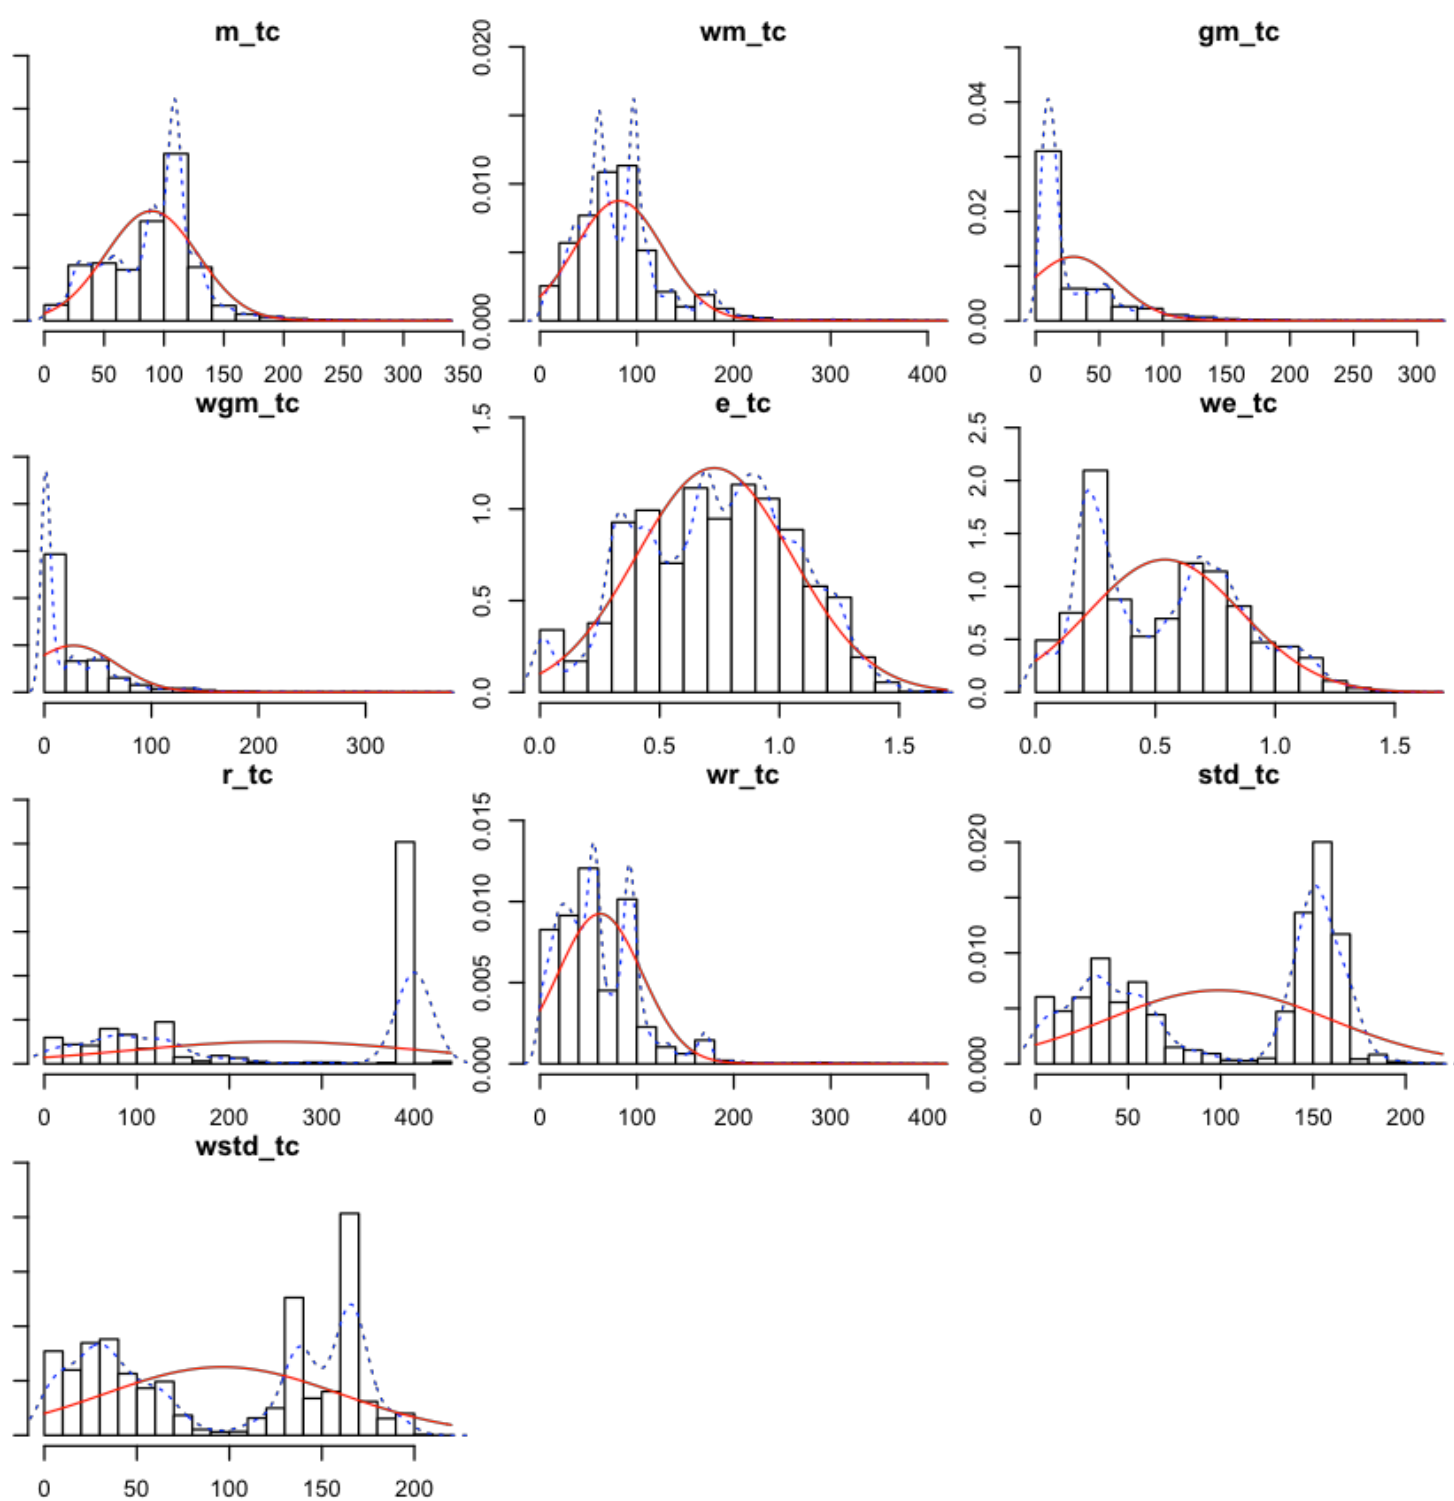 m_tc wm_tc gm_tc
0.000 0.010 0.020
0.00 0.02 0.04
0 50 100 150 200 250 300 350
0 100 200 300 400
0 50 100 150 200 250 300
wgm_tc e_tc we_tc
0.0 0.5 1.0 1.5
0.0 0.5 1.0 1.5 2.0 2.5
0 100 200 300
0.0 0.5 1.0 1.5
0.0 0.5 1.0 1.5
r_tc wr_tc std_tc
0.000 0.005 0.010 0.015
0.000 0.010 0.020
0 100 200 300 400
0 100 200 300 400
0 50 100 150 200
wstd_tc
0 50 100 150 200